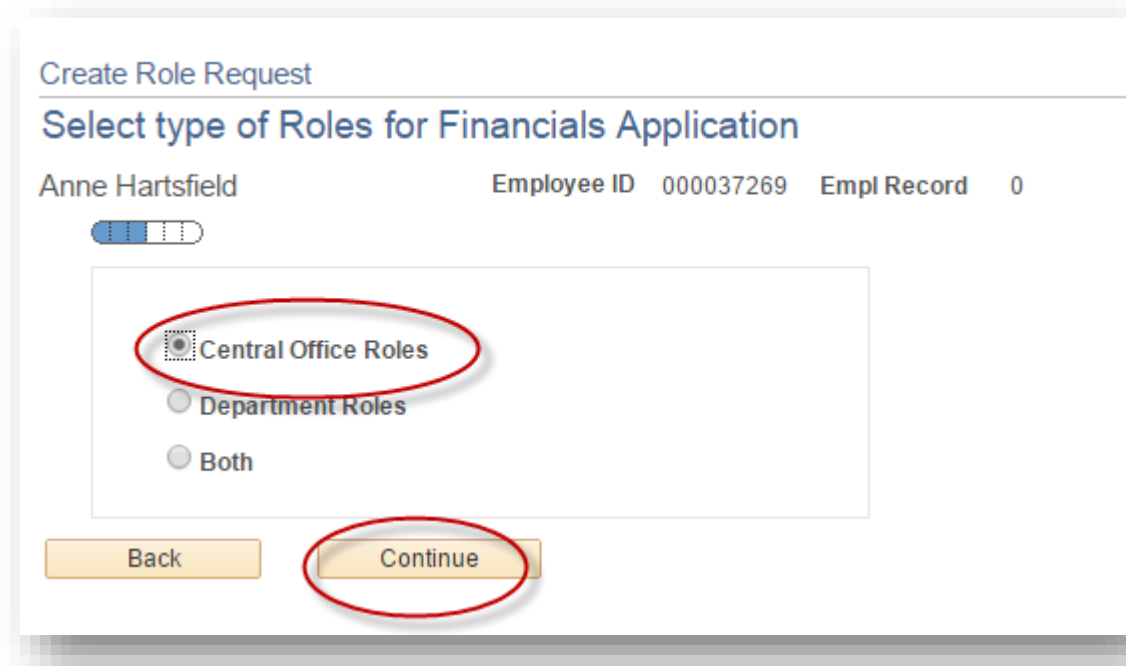 Create Role Request
Select type of Roles for Financials Application
Anne Hartsfield Employee ID 000037269 Empl Record 0
Central Office Roles
Department Roles
Both
Back Continue